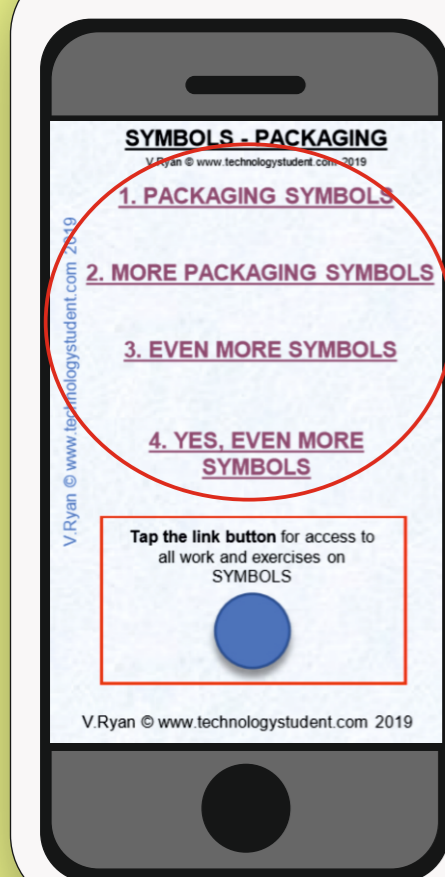 SYMBOLS - PACKAGING
V.Ryan © www.technologystudent.com 2019
1. PACKAGING SYMBOLS
2. MORE PACKAGING SYMBOLS
3. EVEN MORE SYMBOLS
4. YES, EVEN MORE
SYMBOLS
V.Ryan © www.technologystudent.com 2019
Tap the link button for access to
all work and exercises on
SYMBOLS
V.Ryan © www.technologystudent.com 2019